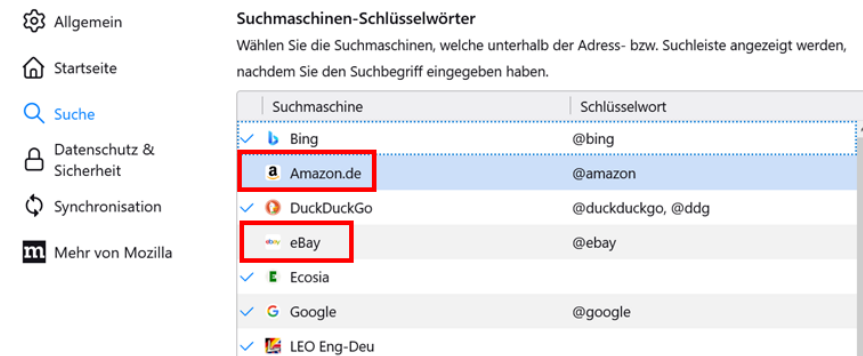 Allgemein
Startseite
Suche
Datenschutz &
Sicherheit
Synchronisation
Mehr von Mozilla
Suchmaschinen-Schlüsselwörter
Wählen Sie die Suchmaschinen, welche unterhalb der Adress- bzw. Suchleiste angezeigt werden,
nachdem Sie den Suchbegriff eingegeben haben.
Suchmaschine Schlüsselwort
Bing @bing
Amazon.de @amazon
DuckDuckGo @duckduckgo, @ddg
eBay @ebay
Ecosia
Google @google
LEO Eng-Deu